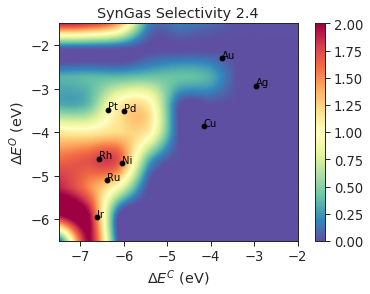 SynGas Selectivity 2.4
2.00
1.75
1.50
1.25
1.00
0.75
0.50
0.25
0.00
−2
−3
−4
−5
−6
ΔE^O (eV)
Au
Ag
Pt
Pd
Cu
Rh
Ni
Ru
Ir
−7
−6
−5
−4
−3
−2
ΔE^C (eV)